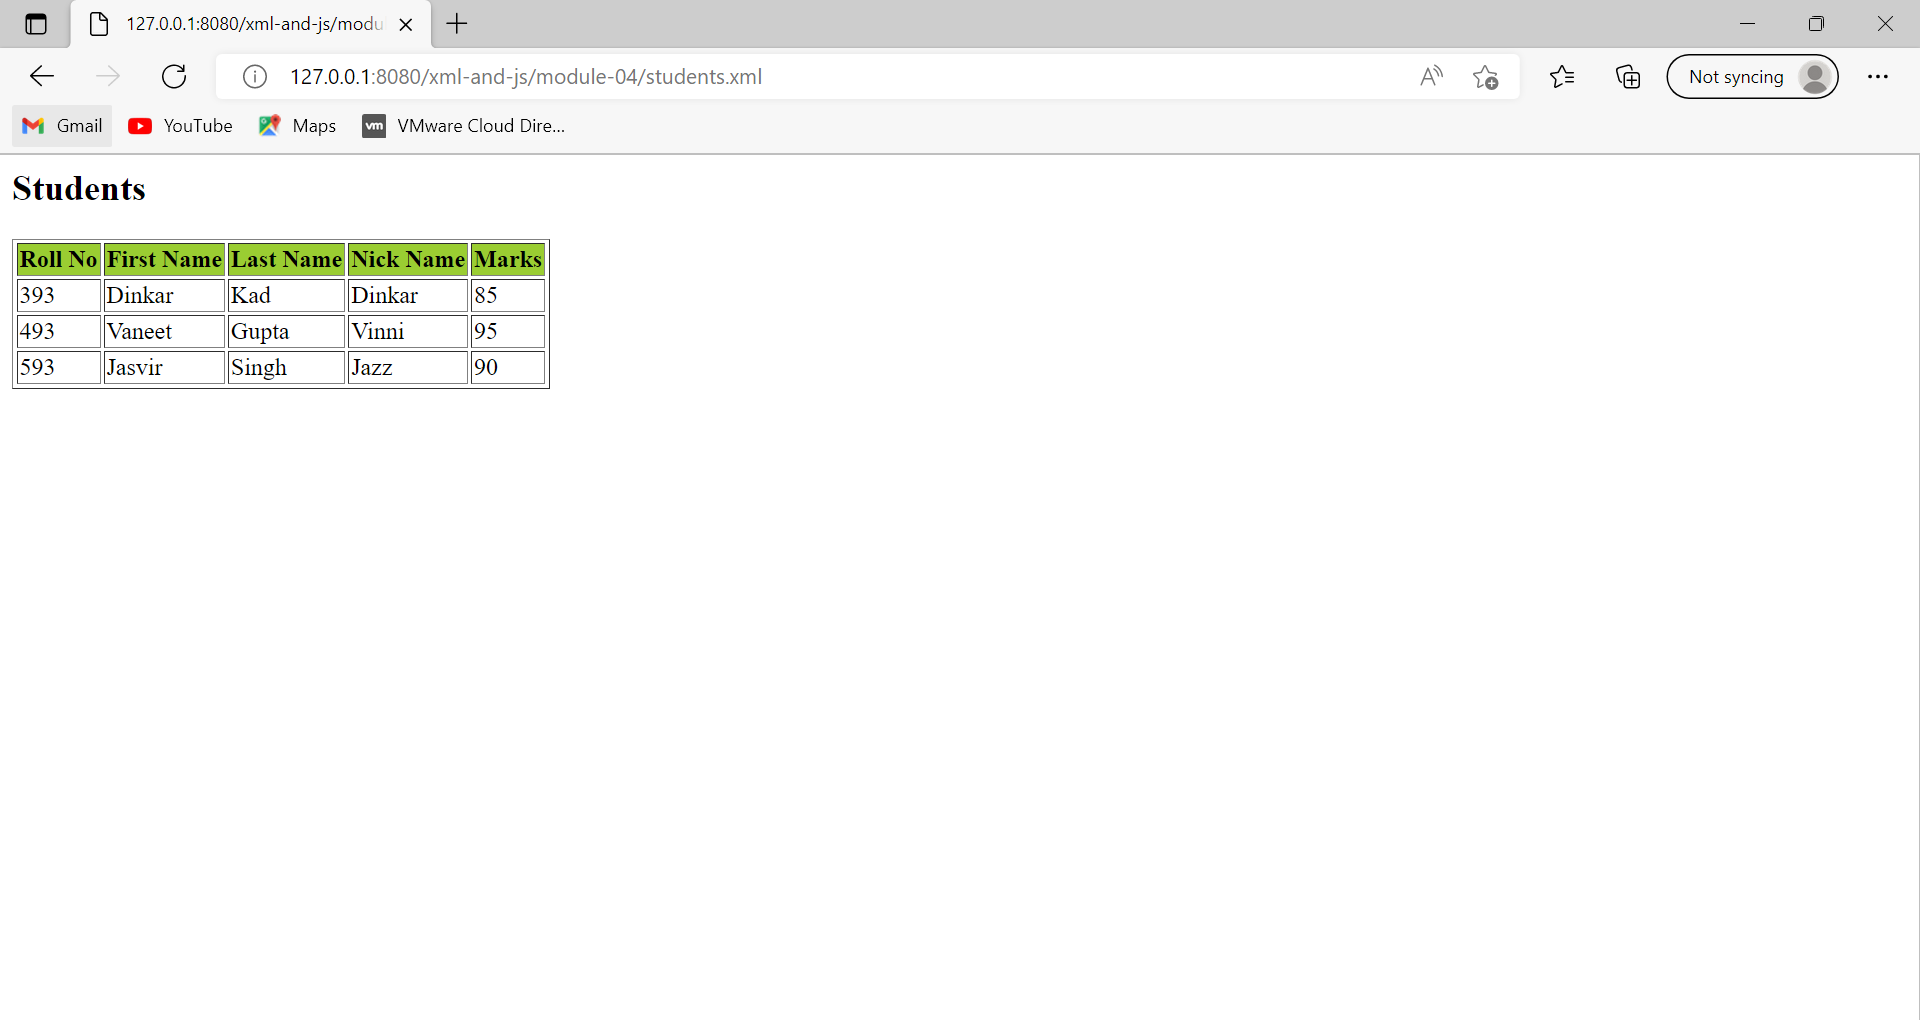 127.0.0.1:8080/xml-and-js/modu
127.0.0.1:8080/xml-and-js/module-04/students.xml
Not syncing
Gmail YouTube Maps vm VMware Cloud Dire...
Students
Roll No First Name Last Name Nick Name Marks
393 Dinkar Kad Dinkar 85
493 Vaneet Gupta Vinni 95
593 Jasvir Singh Jazz 90